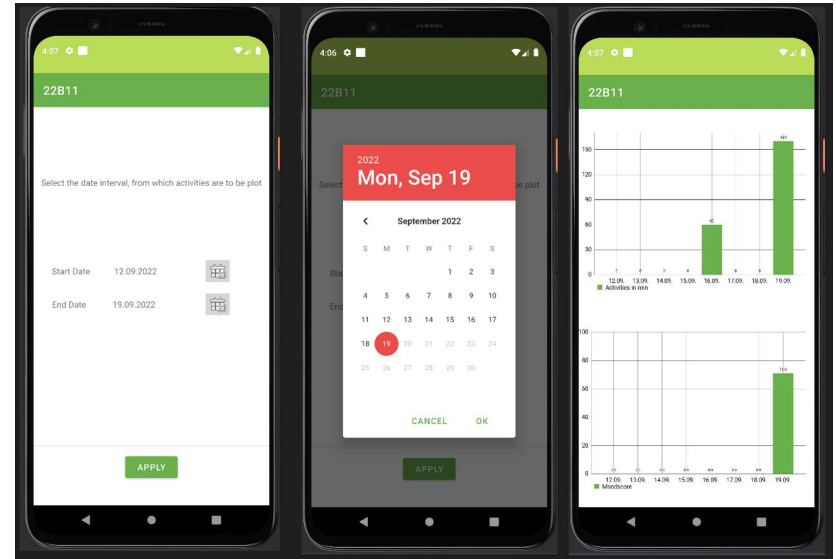 4:07
22B11
Select the date interval, from which activities are to be plot
Start Date 12.09.2022
End Date 19.09.2022
APPLY
4:06
22B11
Select
be plot
2022
Mon, Sep 19
September 2022
S M T W T F S
1 2 3
4 5 6 7 8 9 10
11 12 13 14 15 16 17
18 19 20 21 22 23 24
25 26 27 28 29 30
Sta
End
CANCEL OK
APPLY
4:07
22B11
150
120
90
60
30
0
12.09. 13.09. 14.09. 15.09. 16.09. 17.09. 18.09. 19.09.
Activities in min
100
80
60
40
20
0
12.09. 13.09. 14.09. 15.09. 16.09. 17.09. 18.09. 19.09.
Moodscore